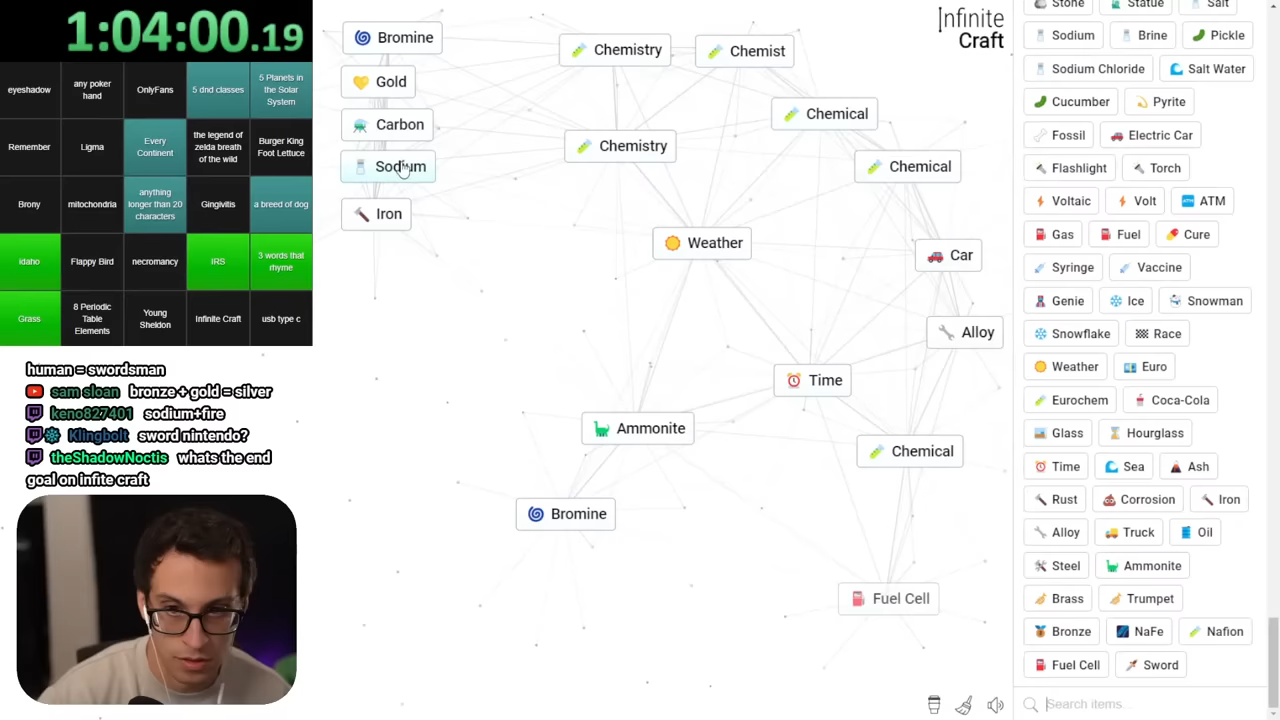 1:04:00.19
eyeshadow
any poker
hand
OnlyFans
5 dnd classes
5 Planets in
the Solar
System
Remember
Ligma
Every
Continent
the legend of
zelda breath
of the wild
Burger King
Foot Lettuce
Brony
mitochondria
anything
longer than 20
characters
Gingivitis
a breed of dog
Idaho
Flappy Bird
necromancy
IRS
3 words that
rhyme
Grass
8 Periodic
Table
Elements
Young
Sheldon
Infinite Craft
usb type c
human = swordsman
sam sloan bronze + gold = silver
keno827401 sodium+fire
Klingbolt sword nintendo?
theShadowNoctis whats the end
goal on infite craft
Bromine
Gold
Carbon
Sodium
Iron
Chemistry
Chemist
Chemical
Chemistry
Chemical
Weather
Car
Alloy
Time
Ammonite
Chemical
Bromine
Fuel Cell
Infinite
Craft
Stone Statue Salt
Sodium Brine Pickle
Sodium Chloride Salt Water
Cucumber Pyrite
Fossil Electric Car
Flashlight Torch
Voltaic Volt ATM
Gas Fuel Cure
Syringe Vaccine
Genie Ice Snowman
Snowflake Race
Weather Euro
Eurochem Coca-Cola
Glass Hourglass
Time Sea Ash
Rust Corrosion Iron
Alloy Truck Oil
Steel Ammonite
Brass Trumpet
Bronze NaFe Nafion
Fuel Cell Sword
Search items...